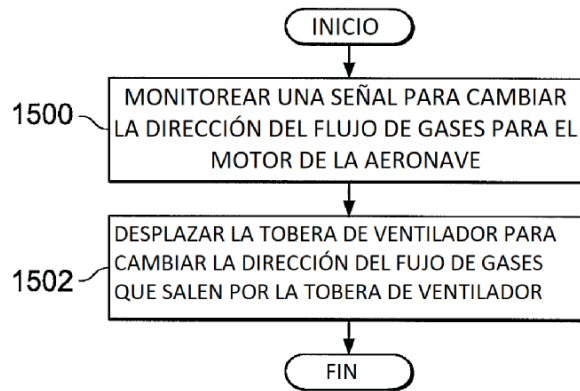 INICIO
1500
MONITOREAR UNA SEÑAL PARA CAMBIAR
LA DIRECCIÓN DEL FLUJO DE GASES PARA EL
MOTOR DE LA AERONAVE
1502
DESPLAZAR LA TOBERA DE VENTILADOR PARA
CAMBIAR LA DIRECCIÓN DEL FUJO DE GASES
QUE SALEN POR LA TOBERA DE VENTILADOR
FIN